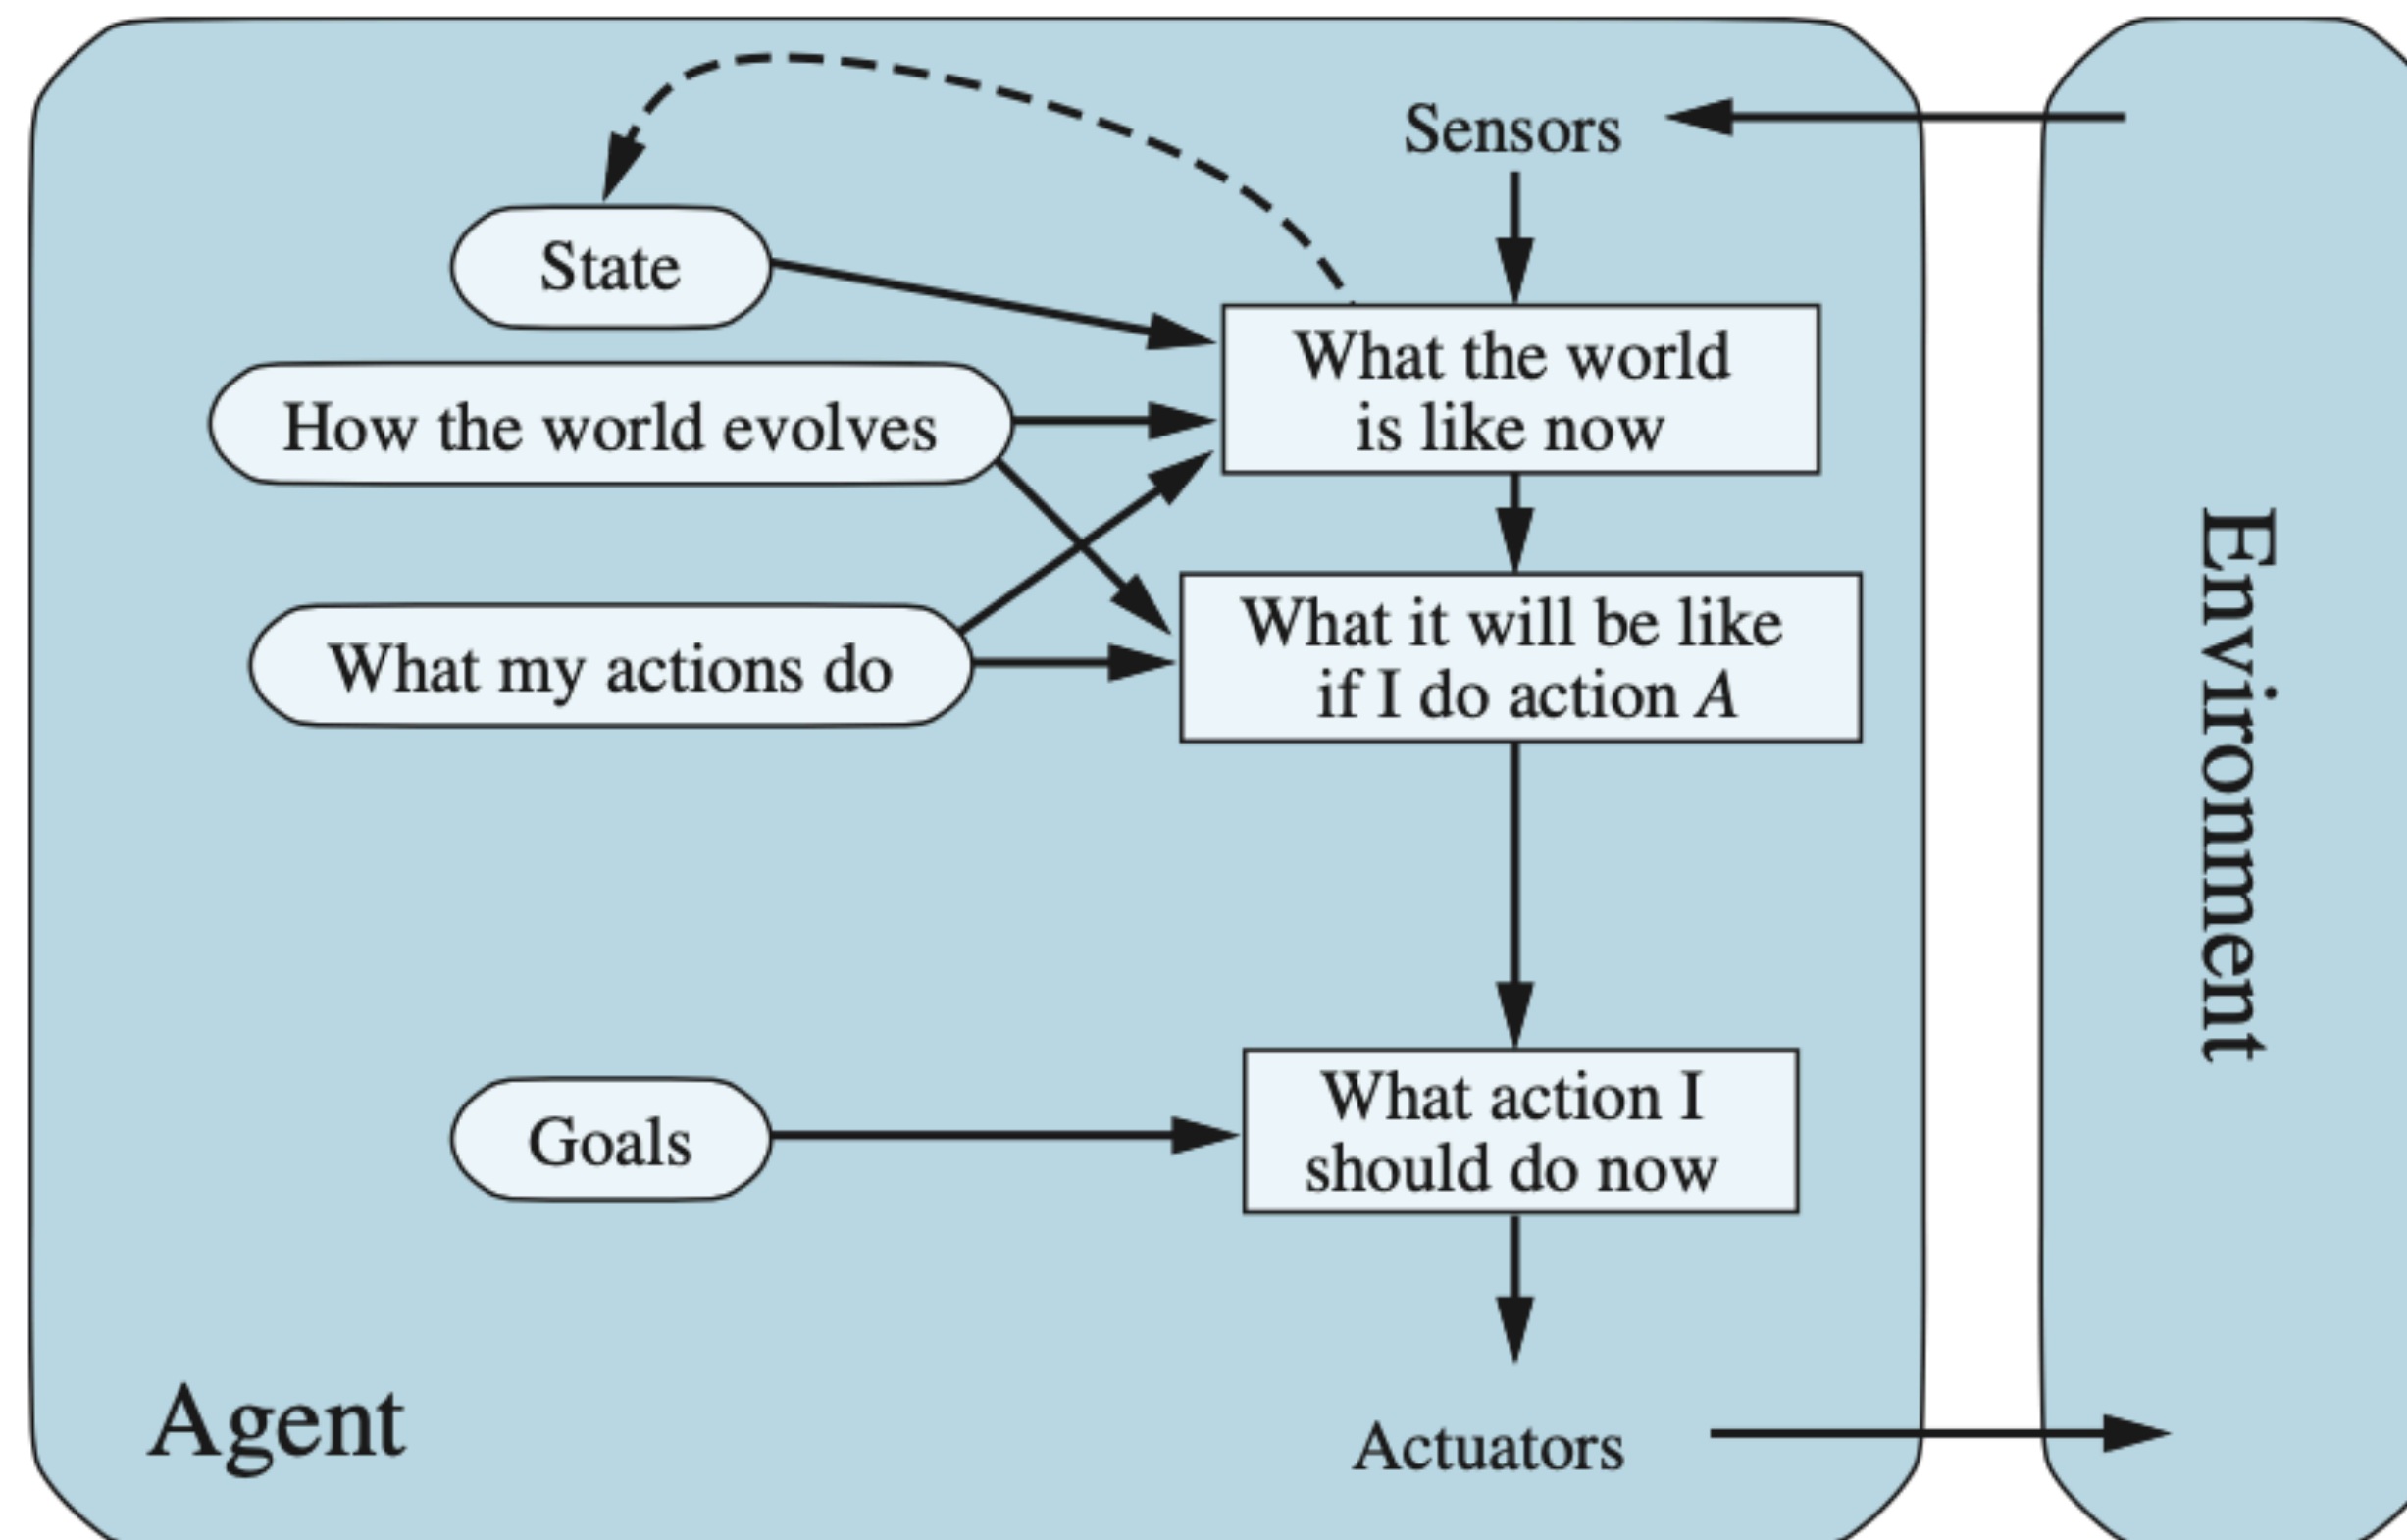 Sensors
State
What the world
is like now
How the world evolves
What it will be like
if I do action A
What my actions do
Environment
What action I
should do now
Goals
Agent
Actuators